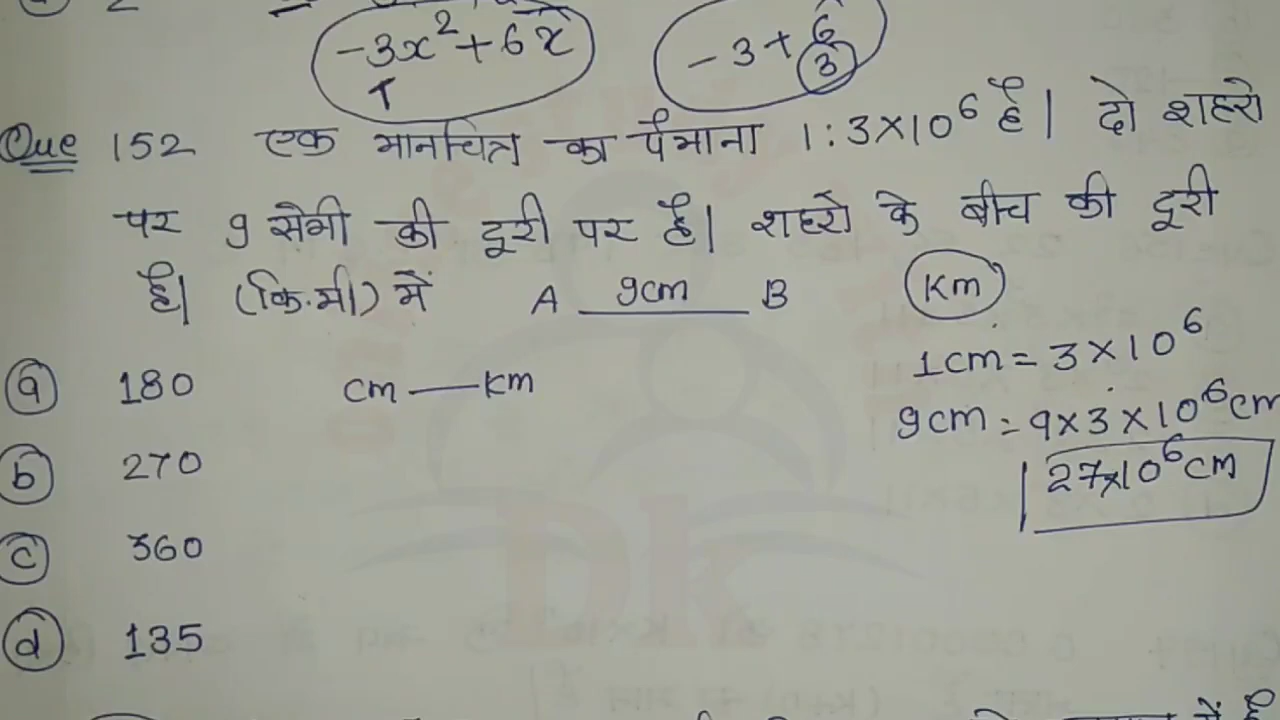 -3x²+6x -3+6/3
Que 152 एक मानचित्र का पैमाना 1:3×10⁶ है। दो शहरो
पर 9 सेमी की दूरी पर है। शहरो के बीच की दूरी
है। (कि.मी) में A 9cm B Km
1cm = 3×10⁶
(a) 180 cm — km
9cm = 9×3×10⁶cm
(b) 270
27×10⁶cm
(c) 360
(d) 135